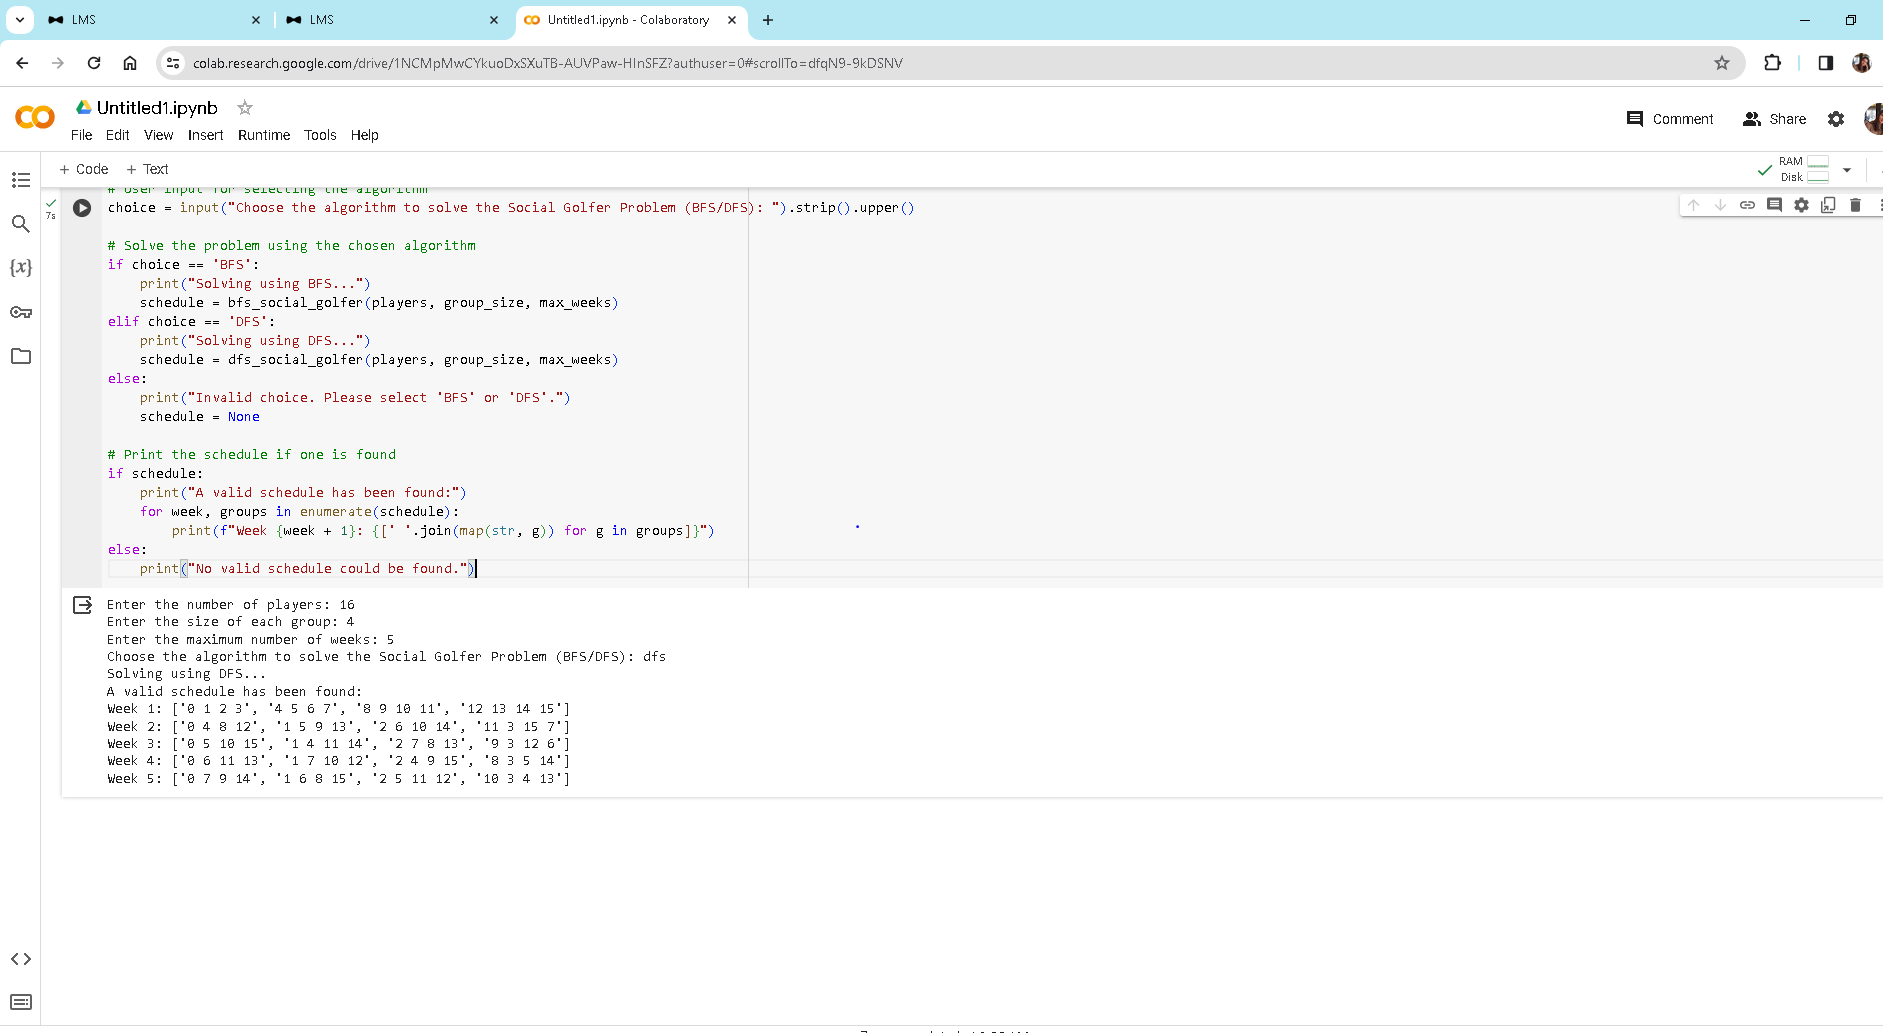 LMS
LMS
Untitled1.ipynb - Colaboratory
colab.research.google.com/drive/1NCMpMwCYkuoDxSXuTB-AUVPaw-HInSFZ?authuser=0#scrollTo=dfqN9-9kDSNV
Untitled1.ipynb
File Edit View Insert Runtime Tools Help
Comment
Share
+ Code + Text
RAM
Disk
# User input for selecting the algorithm
7s
choice = input("Choose the algorithm to solve the Social Golfer Problem (BFS/DFS): ").strip().upper()
# Solve the problem using the chosen algorithm
if choice == 'BFS':
    print("Solving using BFS...")
    schedule = bfs_social_golfer(players, group_size, max_weeks)
elif choice == 'DFS':
    print("Solving using DFS...")
    schedule = dfs_social_golfer(players, group_size, max_weeks)
else:
    print("Invalid choice. Please select 'BFS' or 'DFS'.")
    schedule = None
# Print the schedule if one is found
if schedule:
    print("A valid schedule has been found:")
    for week, groups in enumerate(schedule):
        print(f"Week {week + 1}: {[' '.join(map(str, g)) for g in groups]}")
else:
    print("No valid schedule could be found.")
Enter the number of players: 16
Enter the size of each group: 4
Enter the maximum number of weeks: 5
Choose the algorithm to solve the Social Golfer Problem (BFS/DFS): dfs
Solving using DFS...
A valid schedule has been found:
Week 1: ['0 1 2 3', '4 5 6 7', '8 9 10 11', '12 13 14 15']
Week 2: ['0 4 8 12', '1 5 9 13', '2 6 10 14', '11 3 15 7']
Week 3: ['0 5 10 15', '1 4 11 14', '2 7 8 13', '9 3 12 6']
Week 4: ['0 6 11 13', '1 7 10 12', '2 4 9 15', '8 3 5 14']
Week 5: ['0 7 9 14', '1 6 8 15', '2 5 11 12', '10 3 4 13']